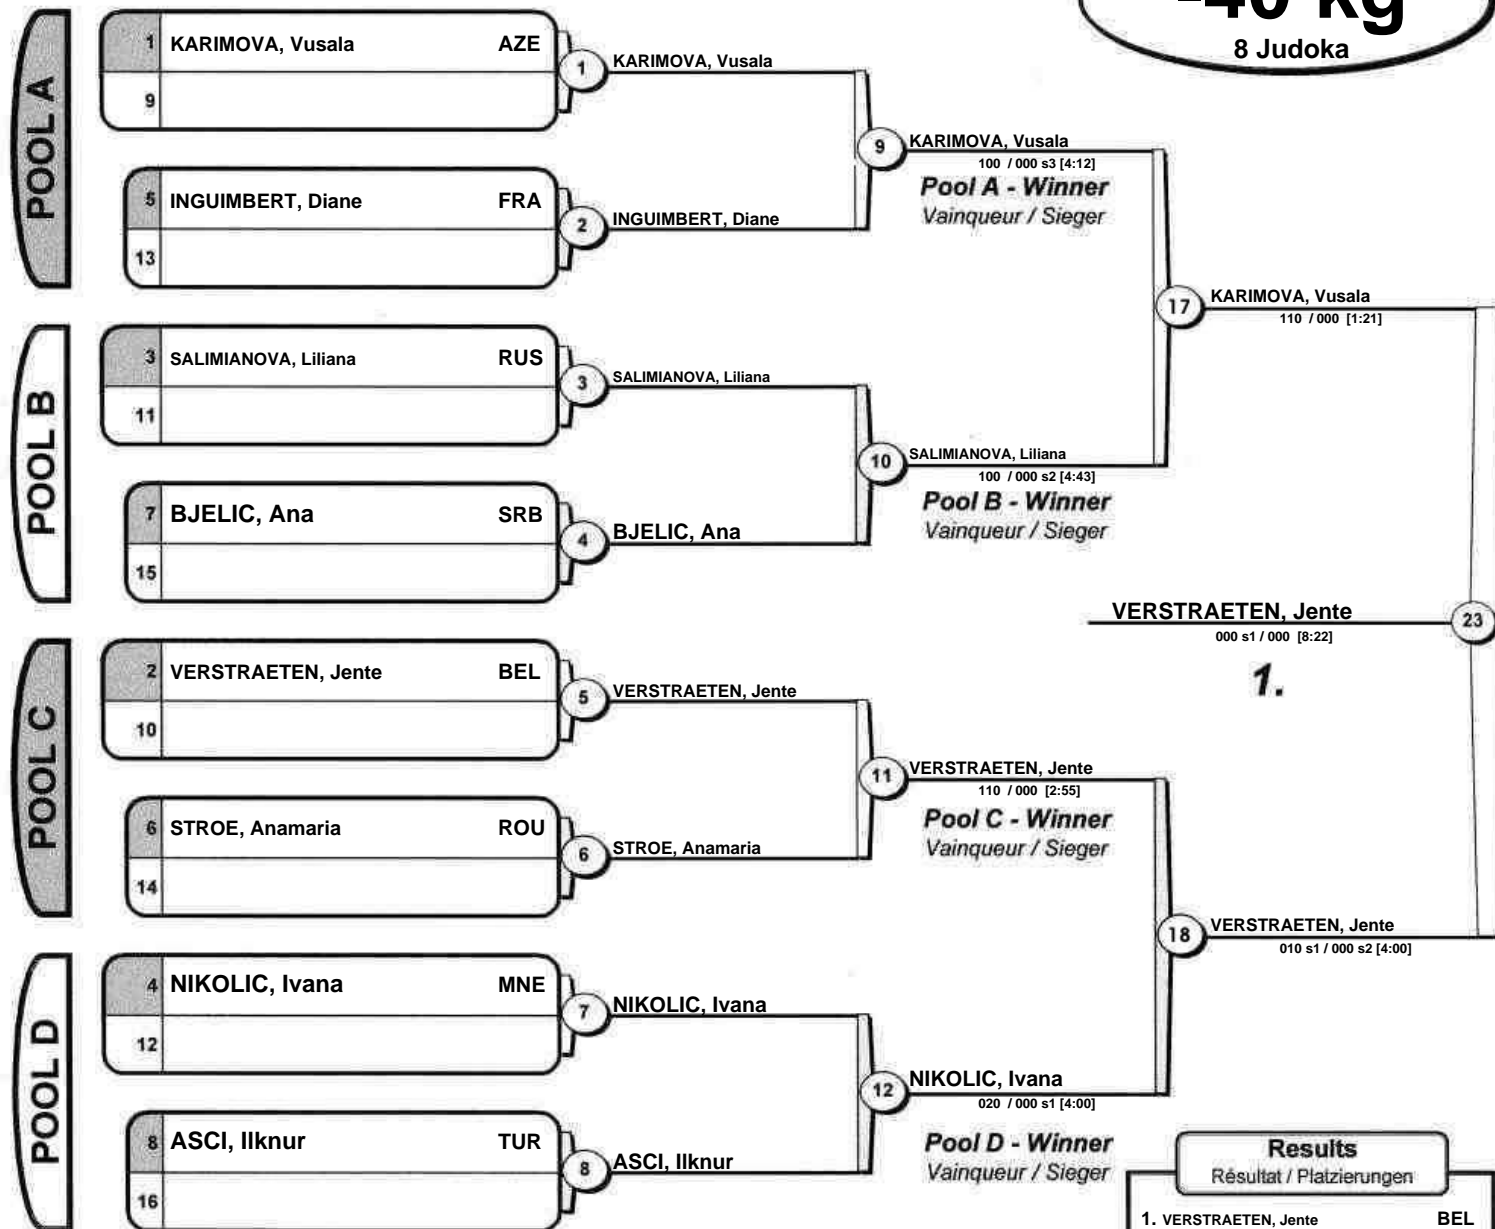 -40 kg
8 Judoka
POOL A
1 KARIMOVA, Vusala AZE
9
5 INGUIMBERT, Diane FRA
13
1 KARIMOVA, Vusala
2 INGUIMBERT, Diane
9 KARIMOVA, Vusala
100 / 000 s3 [4:12]
Pool A - Winner
Vainqueur / Sieger
POOL B
3 SALIMIANOVA, Liliana RUS
11
7 BJELIC, Ana SRB
15
3 SALIMIANOVA, Liliana
4 BJELIC, Ana
10 SALIMIANOVA, Liliana
100 / 000 s2 [4:43]
Pool B - Winner
Vainqueur / Sieger
17 KARIMOVA, Vusala
110 / 000 [1:21]
VERSTRAETEN, Jente 23
000 s1 / 000 [8:22]
1.
POOL C
2 VERSTRAETEN, Jente BEL
10
6 STROE, Anamaria ROU
14
5 VERSTRAETEN, Jente
6 STROE, Anamaria
11 VERSTRAETEN, Jente
110 / 000 [2:55]
Pool C - Winner
Vainqueur / Sieger
18 VERSTRAETEN, Jente
010 s1 / 000 s2 [4:00]
POOL D
4 NIKOLIC, Ivana MNE
12
8 ASCI, Ilknur TUR
16
7 NIKOLIC, Ivana
8 ASCI, Ilknur
12 NIKOLIC, Ivana
020 / 000 s1 [4:00]
Pool D - Winner
Vainqueur / Sieger
Results
Résultat / Platzierungen
1. VERSTRAETEN, Jente BEL